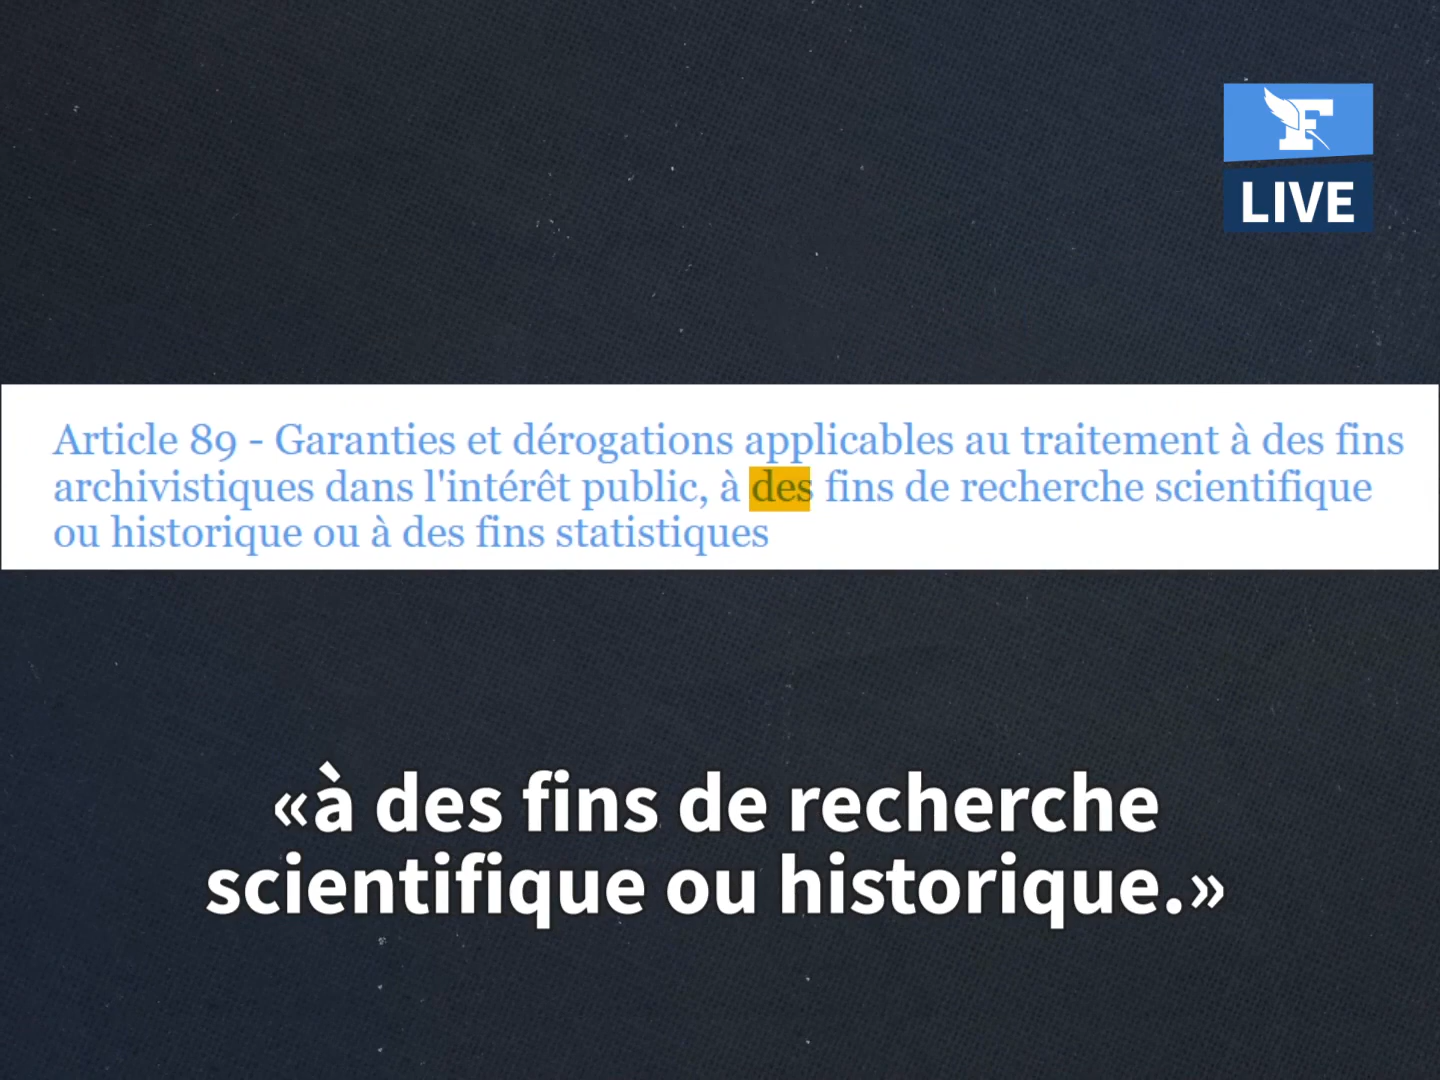 F
LIVE
Article 89 - Garanties et dérogations applicables au traitement à des fins
archivistiques dans l'intérêt public, à des fins de recherche scientifique
ou historique ou à des fins statistiques
«à des fins de recherche
scientifique ou historique.»